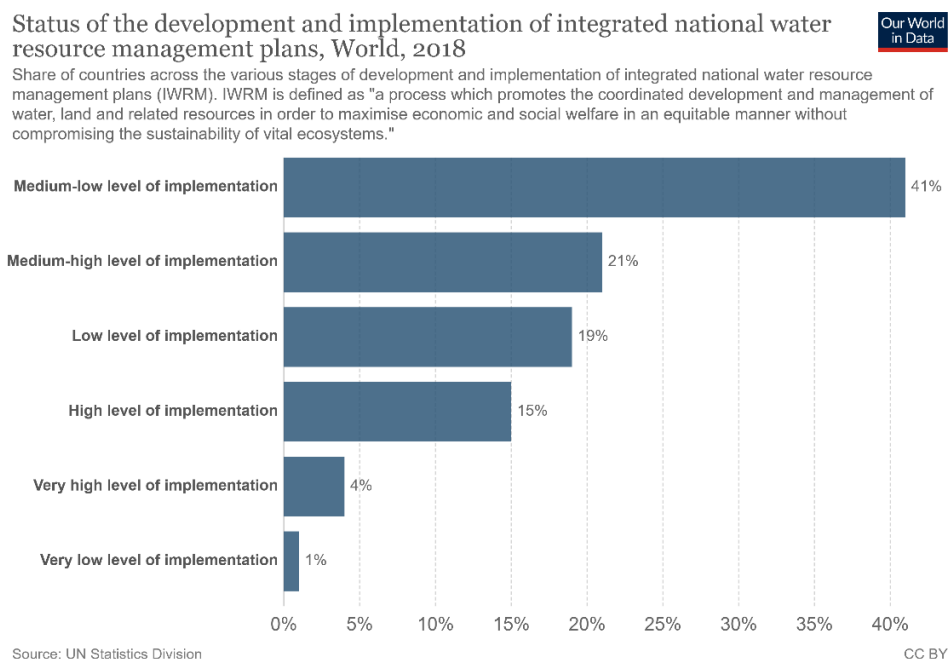 Status of the development and implementation of integrated national water
resource management plans, World, 2018
Our World
in Data
Share of countries across the various stages of development and implementation of integrated national water resource
management plans (IWRM). IWRM is defined as "a process which promotes the coordinated development and management of
water, land and related resources in order to maximise economic and social welfare in an equitable manner without
compromising the sustainability of vital ecosystems."
Medium-low level of implementation 41%
Medium-high level of implementation 21%
Low level of implementation 19%
High level of implementation 15%
Very high level of implementation 4%
Very low level of implementation 1%
0% 5% 10% 15% 20% 25% 30% 35% 40%
Source: UN Statistics Division CC BY